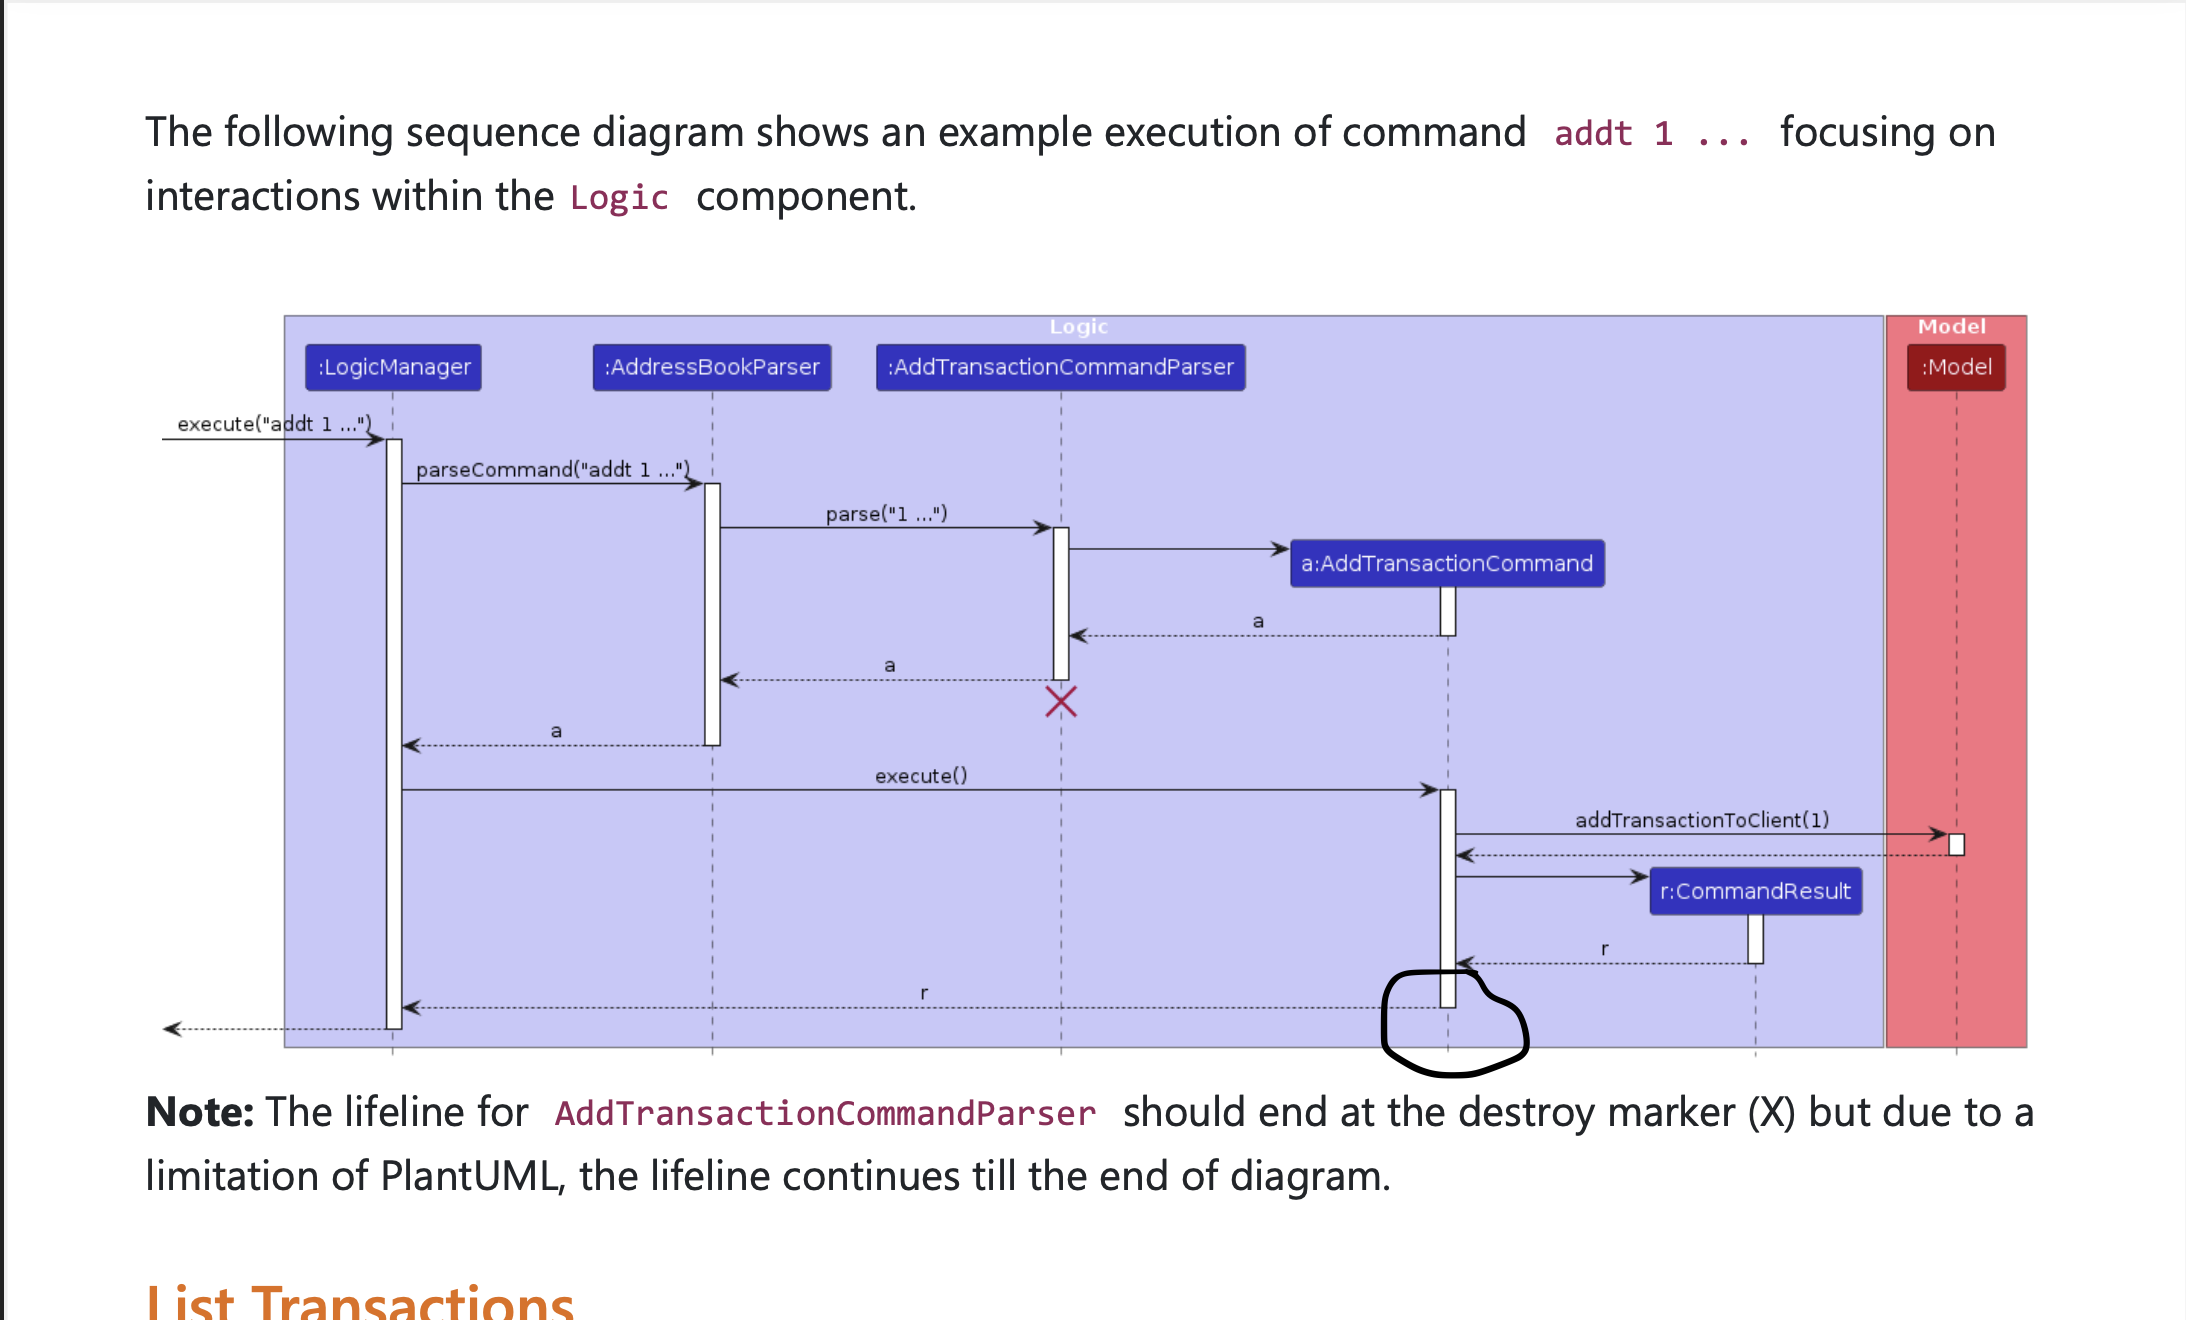 The following sequence diagram shows an example execution of command addt 1 ... focusing on
interactions within the Logic component.
Logic
Model
:LogicManager
:AddressBookParser
:AddTransactionCommandParser
:Model
execute("addt 1 ...")
parseCommand("addt 1 ...")
parse("1 ...")
a:AddTransactionCommand
a
a
a
execute()
addTransactionToClient(1)
r:CommandResult
r
r
Note: The lifeline for AddTransactionCommandParser should end at the destroy marker (X) but due to a
limitation of PlantUML, the lifeline continues till the end of diagram.
List Transactions